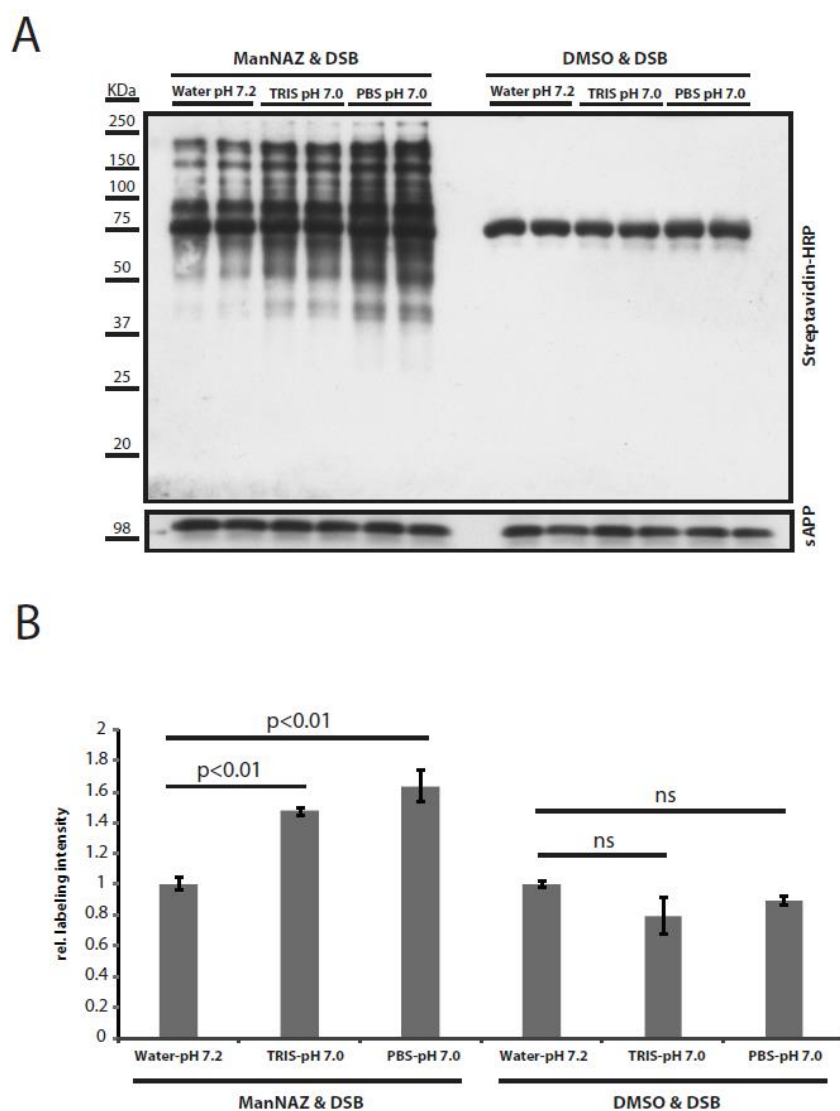 A
ManNAZ & DSB
DMSO & DSB
KDa
Water pH 7.2
TRIS pH 7.0
PBS pH 7.0
Water pH 7.2
TRIS pH 7.0
PBS pH 7.0
250
150
100
75
50
37
25
20
Streptavidin-HRP
98
sAPP
B
rel. labeling intensity
2
1.8
1.6
1.4
1.2
1
0.8
0.6
0.4
0.2
0
p<0.01
p<0.01
ns
ns
Water-pH 7.2
TRIS-pH 7.0
PBS-pH 7.0
Water-pH 7.2
TRIS-pH 7.0
PBS-pH 7.0
ManNAZ & DSB
DMSO & DSB